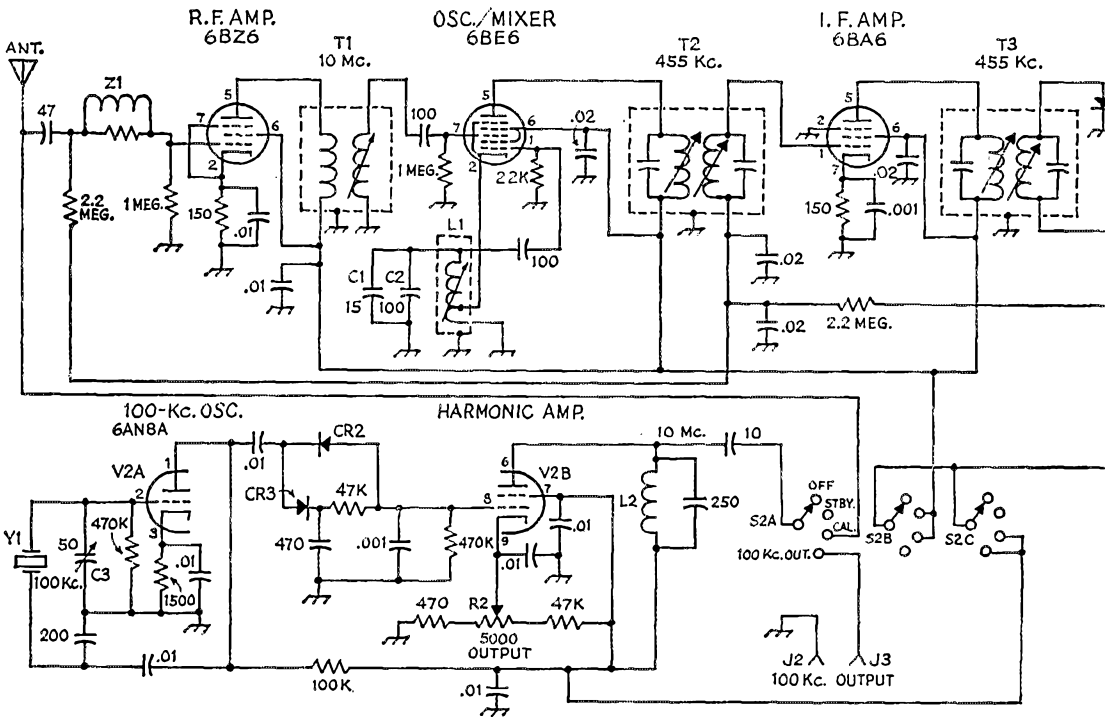 R.F. AMP.
6BZ6
OSC./MIXER
6BE6
I.F. AMP.
6BA6
ANT.
T1
10 Mc.
T2
455 Kc.
T3
455 Kc.
Z1
47
5
7
6
2
100
5
7
6
1
2
.02
5
2
6
1
7
.02
2.2
MEG.
1 MEG.
150
.01
1 MEG.
22K
150
.001
L1
100
.02
.01
C1
15
C2
100
.02
2.2 MEG.
100-Kc. OSC.
6AN8A
HARMONIC AMP.
10 Mc.
10
.01
CR2
V2A
1
2
3
CR3
47K
6
V2B
7
8
9
L2
250
OFF
STBY.
CAL.
S2A
100 Kc. OUT.
S2B
S2C
Y1
100 Kc.
50
C3
470K
.01
1500
470
.001
470K
.01
.01
200
470
R2
5000
OUTPUT
47K
.01
100K
.01
J2
J3
100 Kc. OUTPUT